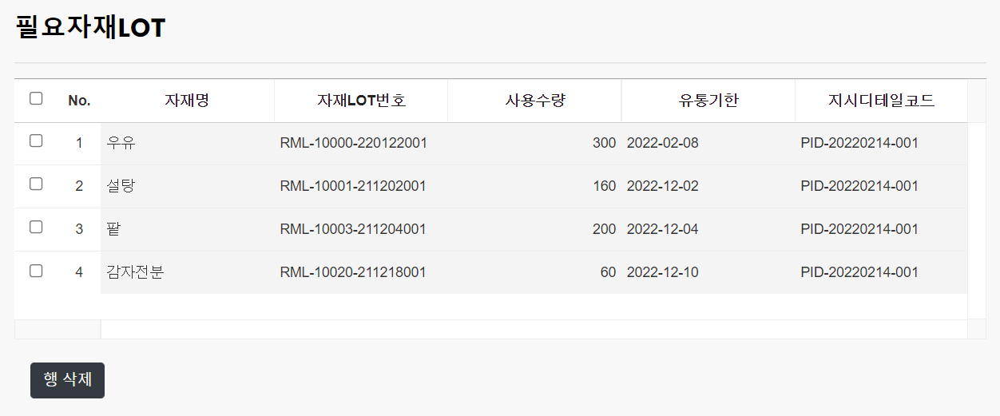 필요자재LOT
No. 자재명 자재LOT번호 사용수량 유통기한 지시디테일코드
1 우유 RML-10000-220122001 300 2022-02-08 PID-20220214-001
2 설탕 RML-10001-211202001 160 2022-12-02 PID-20220214-001
3 팥 RML-10003-211204001 200 2022-12-04 PID-20220214-001
4 감자전분 RML-10020-211218001 60 2022-12-10 PID-20220214-001
행 삭제